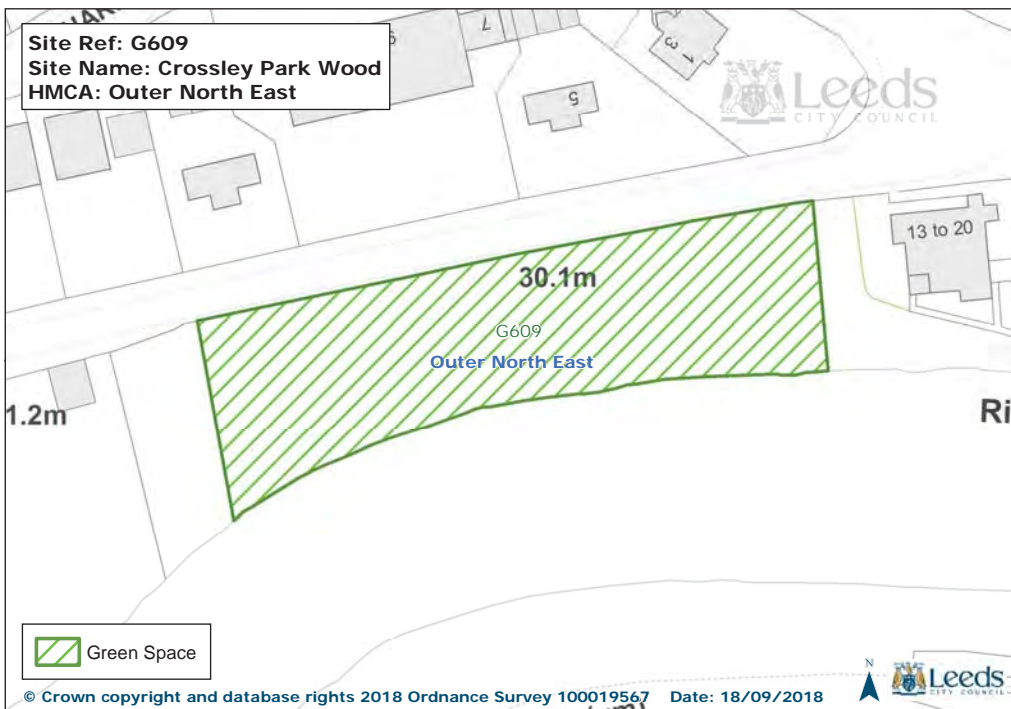 Site Ref: G609
Site Name: Crossley Park Wood
HMCA: Outer North East
7
1 3
5
Leeds
CITY COUNCIL
13 to 20
30.1m
G609
Outer North East
1.2m
Ri
Green Space
N
Leeds
CITY COUNCIL
© Crown copyright and database rights 2018 Ordnance Survey 100019567 Date: 18/09/2018